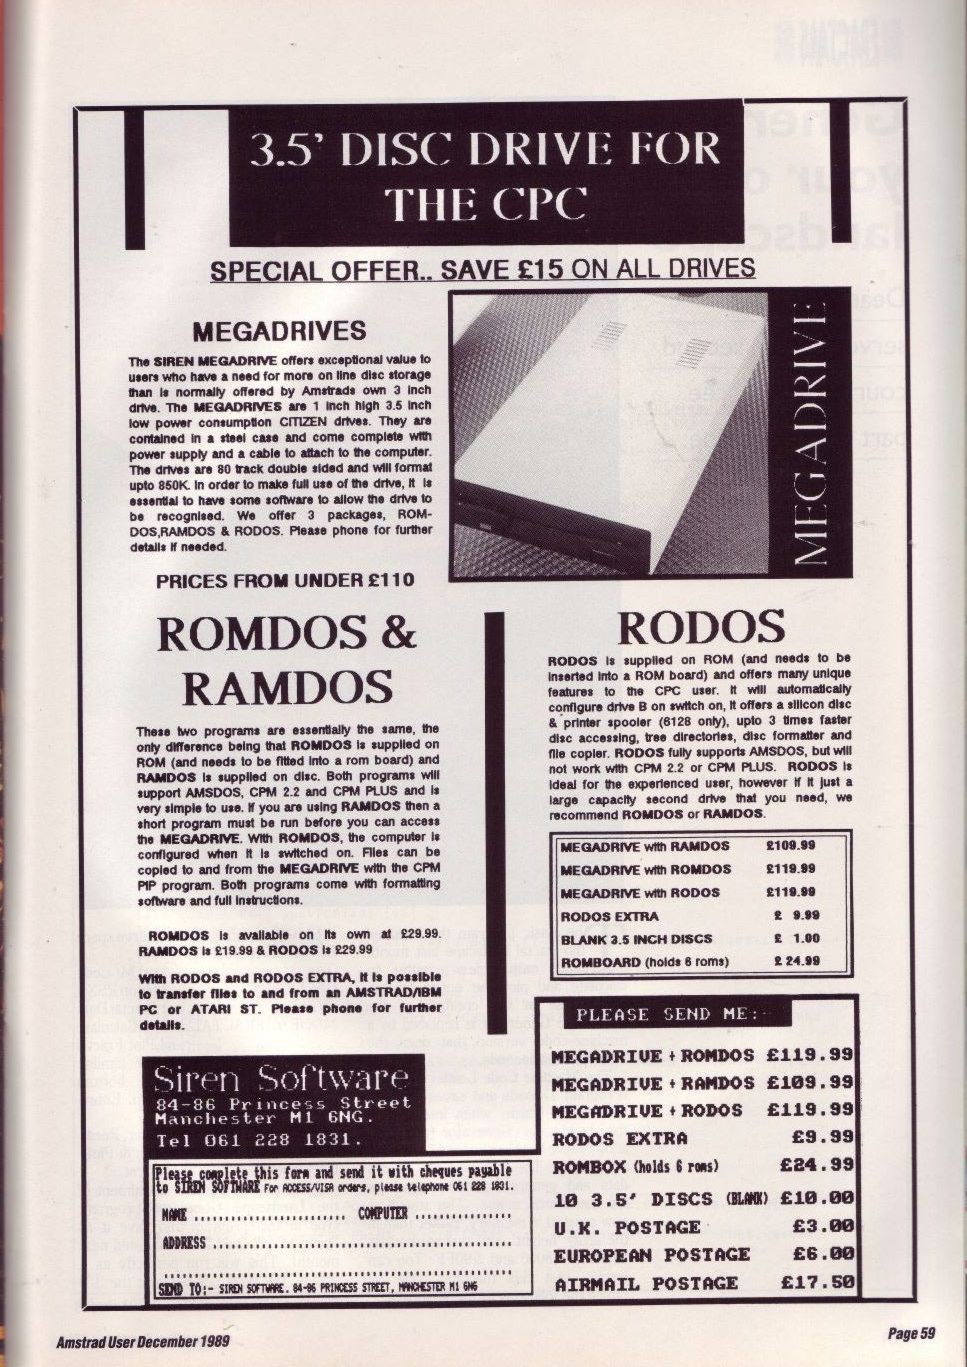 3.5' DISC DRIVE FOR
THE CPC
SPECIAL OFFER.. SAVE £15 ON ALL DRIVES
MEGADRIVES
The SIREN MEGADRIVE offers exceptional value to
users who have a need for more on line disc storage
than is normally offered by Amstrads own 3 inch
drive. The MEGADRIVES are 1 inch high 3.5 inch
low power consumption CITIZEN drives. They are
contained in a steel case and come complete with
power supply and a cable to attach to the computer.
The drives are 80 track double sided and will format
upto 850K. In order to make full use of the drive, it is
essential to have some software to allow the drive to
be recognised. We offer 3 packages, ROM-
DOS,RAMDOS & RODOS. Please phone for further
details if needed.
PRICES FROM UNDER £110
MEGADRIVE
ROMDOS &
RAMDOS
These two programs are essentially the same, the
only difference being that ROMDOS is supplied on
ROM (and needs to be fitted into a rom board) and
RAMDOS is supplied on disc. Both programs will
support AMSDOS, CPM 2.2 and CPM PLUS and is
very simple to use. If you are using RAMDOS then a
short program must be run before you can access
the MEGADRIVE. With ROMDOS, the computer is
configured when it is switched on. Files can be
copied to and from the MEGADRIVE with the CPM
PIP program. Both programs come with formatting
software and full instructions.
ROMDOS is available on its own at £29.99.
RAMDOS is £19.99 & RODOS is £29.99
With RODOS and RODOS EXTRA, it is possible
to transfer files to and from an AMSTRAD/IBM
PC or ATARI ST. Please phone for further
details.
RODOS
RODOS is supplied on ROM (and needs to be
inserted into a ROM board) and offers many unique
features to the CPC user. It will automatically
configure drive B on switch on, it offers a silicon disc
& printer spooler (6128 only), upto 3 times faster
disc accessing, tree directories, disc formatter and
file copier. RODOS fully supports AMSDOS, but will
not work with CPM 2.2 or CPM PLUS. RODOS is
ideal for the experienced user, however if it just a
large capacity second drive that you need, we
recommend ROMDOS or RAMDOS.
MEGADRIVE with RAMDOS £109.99
MEGADRIVE with ROMDOS £119.99
MEGADRIVE with RODOS £119.99
RODOS EXTRA £ 9.99
BLANK 3.5 INCH DISCS £ 1.00
ROMBOARD (holds 6 roms) £ 24.99
Siren Software
84-86 Princess Street
Manchester M1 6NG.
Tel 061 228 1831.
Please complete this form and send it with cheques payable
to SIREN SOFTWARE For ACCESS/VISA orders, please telephone 061 228 1831.
NAME ........................ COMPUTER ...............
ADDRESS ...............................................
.......................................................
SEND TO:- SIREN SOFTWARE. 84-86 PRINCESS STREET, MANCHESTER M1 6NG
PLEASE SEND ME:-
MEGADRIVE + ROMDOS £119.99
MEGADRIVE + RAMDOS £109.99
MEGADRIVE + RODOS £119.99
RODOS EXTRA £9.99
ROMBOX (holds 6 roms) £24.99
10 3.5' DISCS (BLANK) £10.00
U.K. POSTAGE £3.00
EUROPEAN POSTAGE £6.00
AIRMAIL POSTAGE £17.50
Amstrad User December 1989
Page 59